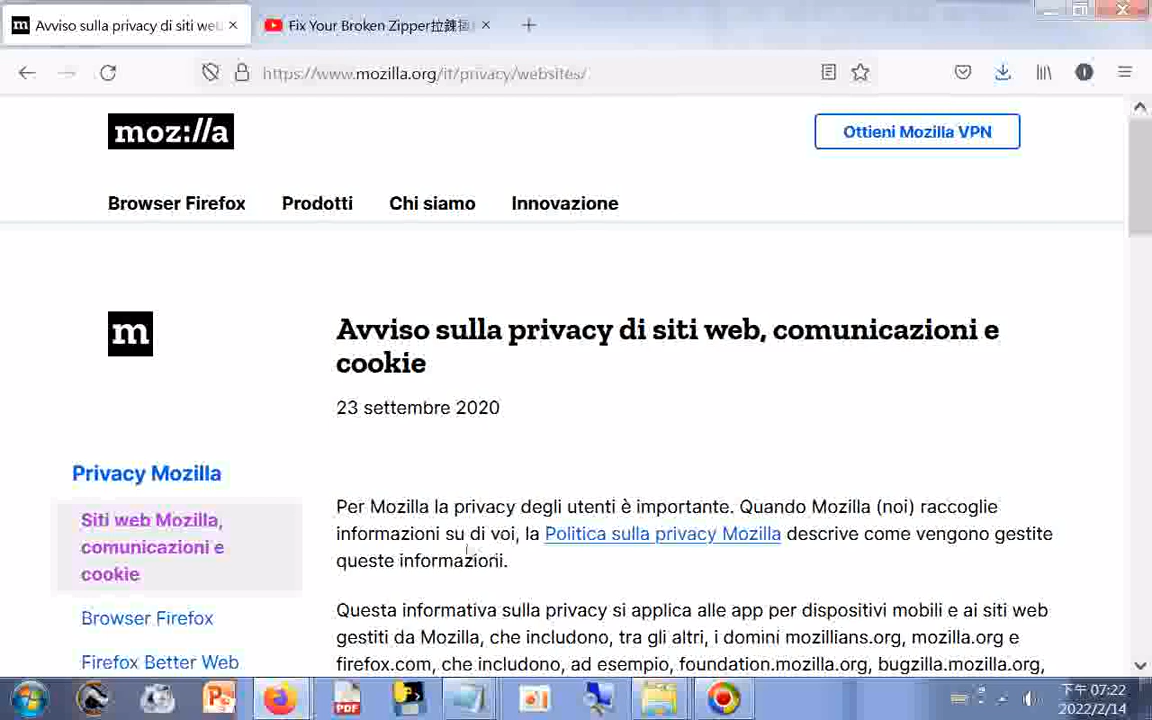 Avviso sulla privacy di siti we
Fix Your Broken Zipper拉鍊
https://www.mozilla.org/it/privacy/websites/
moz://a
Ottieni Mozilla VPN
Browser Firefox Prodotti Chi siamo Innovazione
m
Avviso sulla privacy di siti web, comunicazioni e
cookie
23 settembre 2020
Privacy Mozilla
Siti web Mozilla,
comunicazioni e
cookie
Browser Firefox
Firefox Better Web
Per Mozilla la privacy degli utenti è importante. Quando Mozilla (noi) raccoglie
informazioni su di voi, la Politica sulla privacy Mozilla descrive come vengono gestite
queste informazioni.
Questa informativa sulla privacy si applica alle app per dispositivi mobili e ai siti web
gestiti da Mozilla, che includono, tra gli altri, i domini mozillians.org, mozilla.org e
firefox.com, che includono, ad esempio, foundation.mozilla.org, bugzilla.mozilla.org,
PDF
下午 07:22
2022/2/14